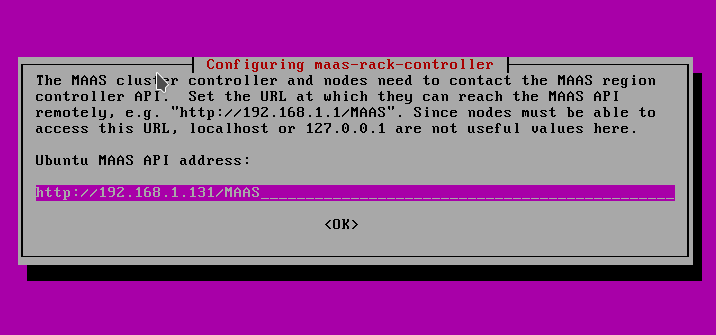 Configuring maas-rack-controller
The MAAS cluster controller and nodes need to contact the MAAS region
controller API.  Set the URL at which they can reach the MAAS API
remotely, e.g. "http://192.168.1.1/MAAS". Since nodes must be able to
access this URL, localhost or 127.0.0.1 are not useful values here.
Ubuntu MAAS API address:
http://192.168.1.131/MAAS
<OK>